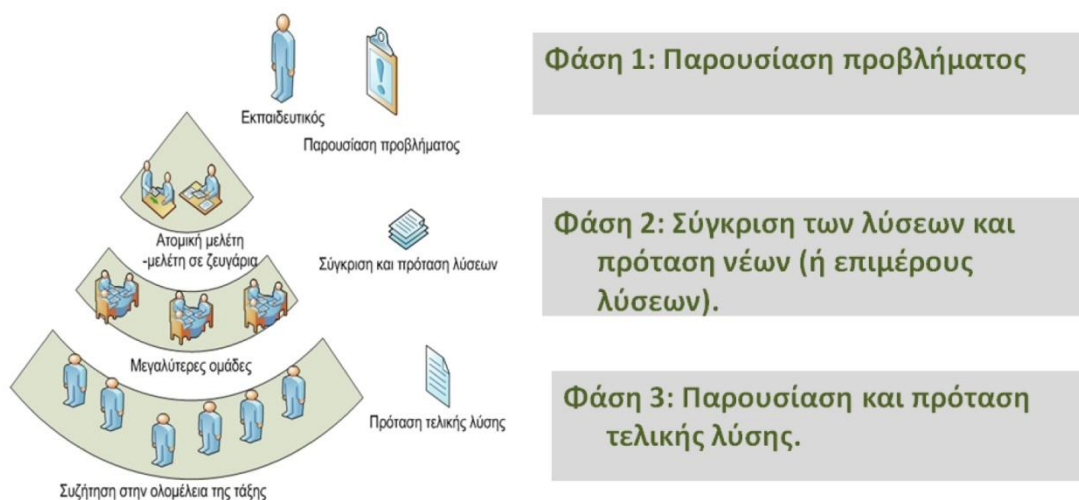 Εκπαιδευτικός
Παρουσίαση προβλήματος
Φάση 1: Παρουσίαση προβλήματος
Ατομική μελέτη
-μελέτη σε ζευγάρια
Σύγκριση και πρόταση λύσεων
Φάση 2: Σύγκριση των λύσεων και
πρόταση νέων (ή επιμέρους
λύσεων).
Μεγαλύτερες ομάδες
Πρόταση τελικής λύσης
Φάση 3: Παρουσίαση και πρόταση
τελικής λύσης.
Συζήτηση στην ολομέλεια της τάξης